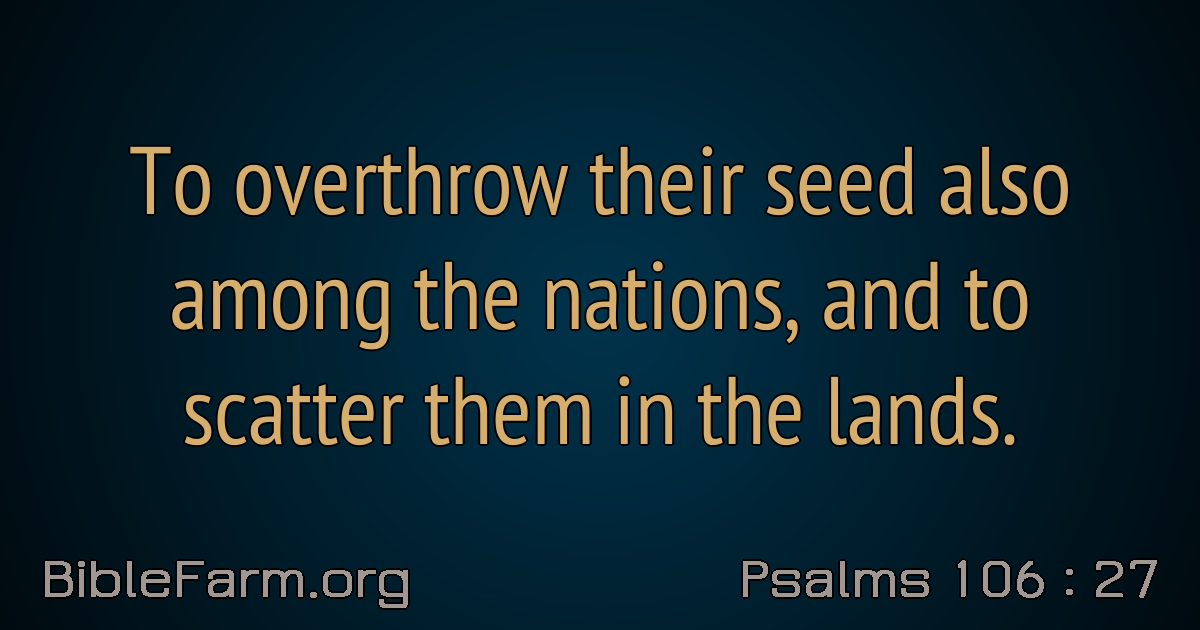 To overthrow their seed also
among the nations, and to
scatter them in the lands.
BibleFarm.org
Psalms 106 : 27